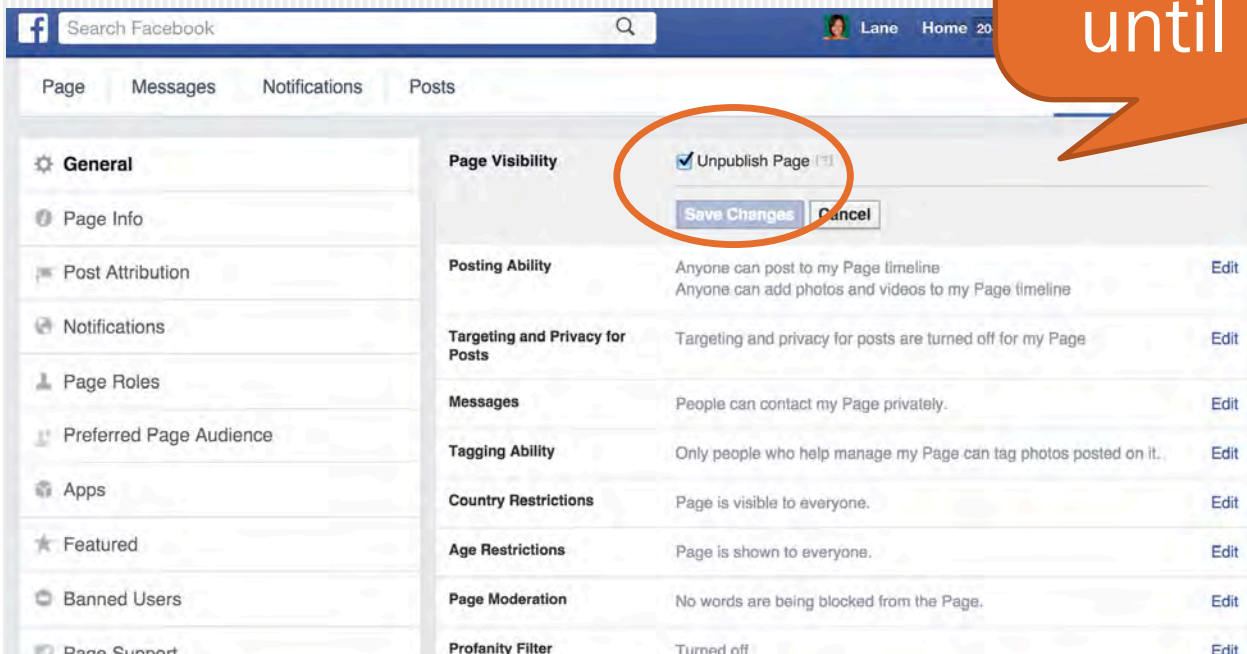 until
f Search Facebook Lane Home 20
Page Messages Notifications Posts
General
Page Info
Post Attribution
Notifications
Page Roles
Preferred Page Audience
Apps
Featured
Banned Users
Page Support
Page Visibility Unpublish Page [?]
Save Changes Cancel
Posting Ability Anyone can post to my Page timeline Edit
Anyone can add photos and videos to my Page timeline
Targeting and Privacy for Targeting and privacy for posts are turned off for my Page Edit
Posts
Messages People can contact my Page privately. Edit
Tagging Ability Only people who help manage my Page can tag photos posted on it. Edit
Country Restrictions Page is visible to everyone. Edit
Age Restrictions Page is shown to everyone. Edit
Page Moderation No words are being blocked from the Page. Edit
Profanity Filter Turned off Edit